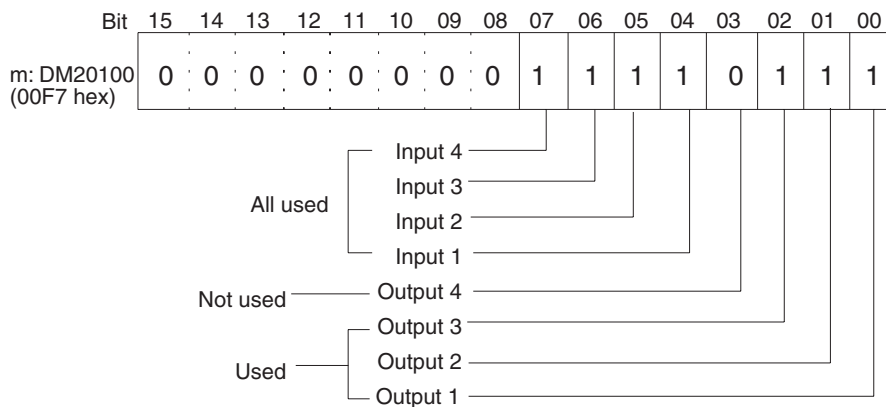 Bit 15 14 13 12 11 10 09 08 07 06 05 04 03 02 01 00
m: DM20100 0 0 0 0 0 0 0 0 1 1 1 1 0 1 1 1
(00F7 hex)
Input 4
Input 3
All used
Input 2
Input 1
Not used Output 4
Output 3
Used Output 2
Output 1